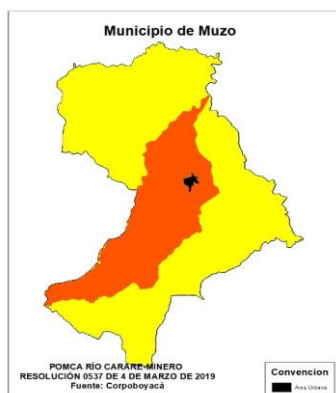 Municipio de Muzo
POMCA RÍO CARARE-MINERO
RESOLUCIÓN 0537 DE 4 DE MARZO DE 2019
Fuente: Corpoboyacá
Convencion
Área Urbana